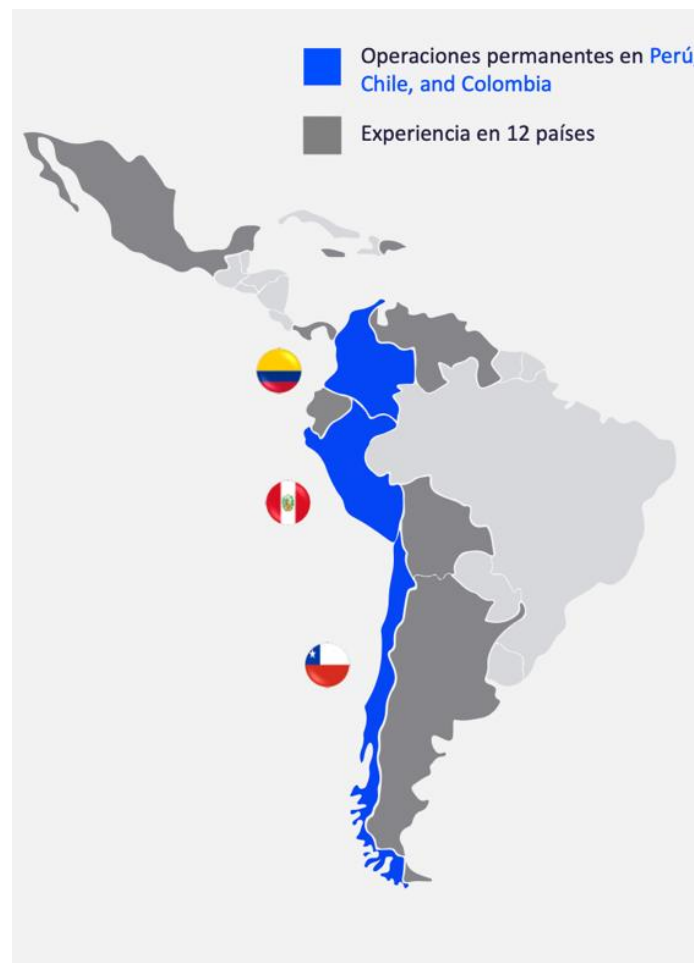 Operaciones permanentes en Perú
Chile, and Colombia
Experiencia en 12 países